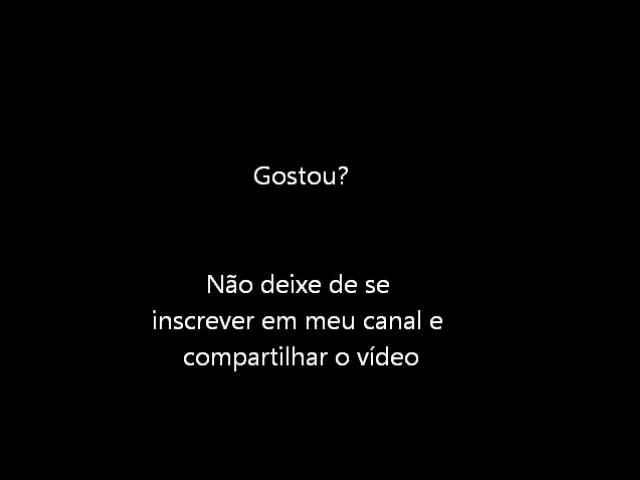 Gostou?
Não deixe de se
inscrever em meu canal e
compartilhar o vídeo